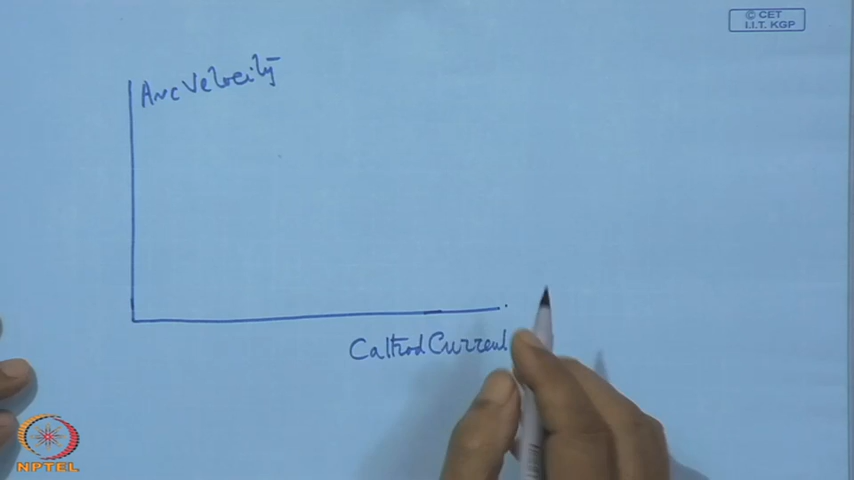 © CET
I.I.T. KGP
Arc Velocity
Cathod Current
NPTEL